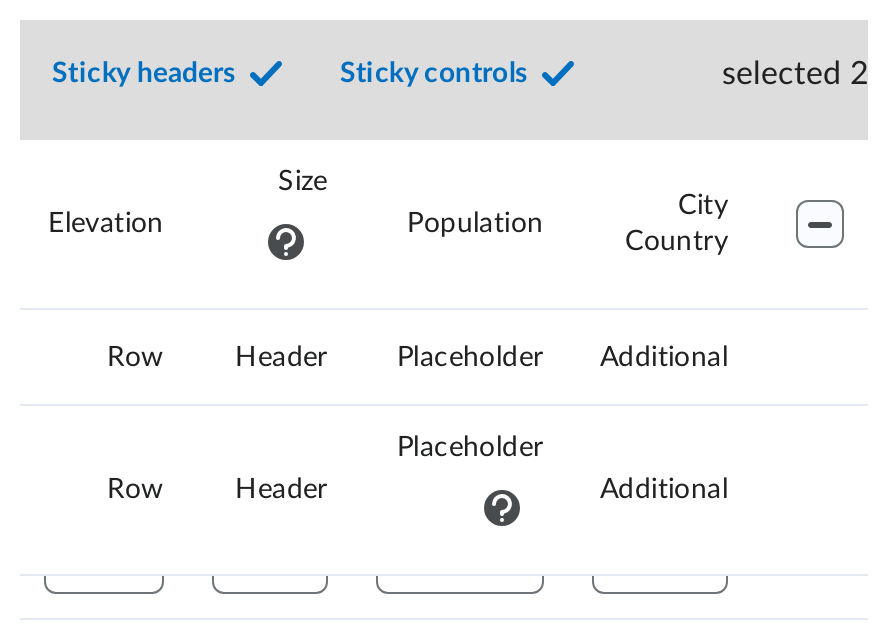 Sticky headers Sticky controls selected 2
Elevation Size Population City Country
Row Header Placeholder Additional
Row Header Placeholder Additional